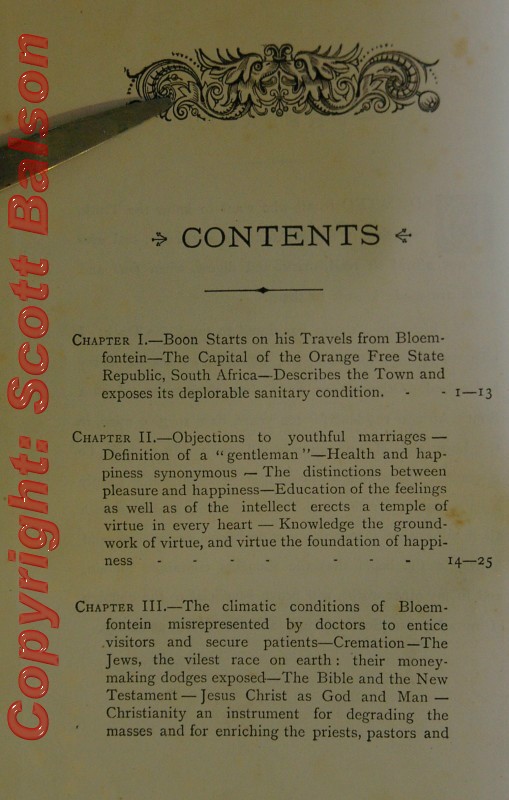 CONTENTS
CHAPTER I.—Boon Starts on his Travels from Bloem-
fontein—The Capital of the Orange Free State
Republic, South Africa—Describes the Town and
exposes its deplorable sanitary condition. - - 1—13
CHAPTER II.—Objections to youthful marriages —
Definition of a "gentleman"—Health and hap-
piness synonymous — The distinctions between
pleasure and happiness—Education of the feelings
as well as of the intellect erects a temple of
virtue in every heart — Knowledge the ground-
work of virtue, and virtue the foundation of happi-
ness - - - - - - - 14—25
CHAPTER III.—The climatic conditions of Bloem-
fontein misrepresented by doctors to entice
visitors and secure patients—Cremation—The
Jews, the vilest race on earth: their money-
making dodges exposed—The Bible and the New
Testament — Jesus Christ as God and Man —
Christianity an instrument for degrading the
masses and for enriching the priests, pastors and
Copyright: Scott Balson